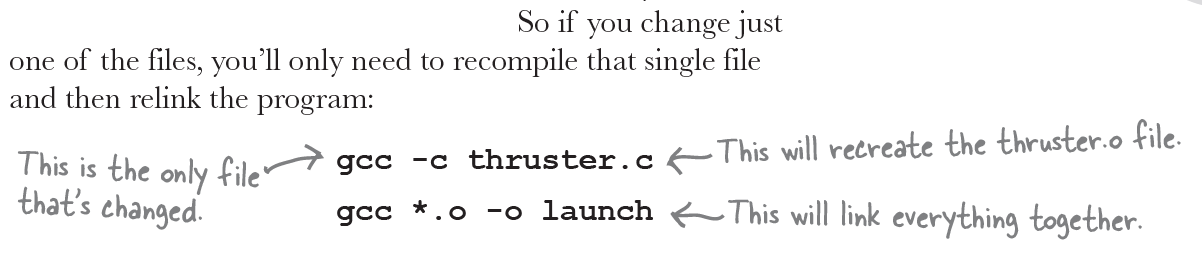 So if you change just
one of the files, you’ll only need to recompile that single file
and then relink the program:
This is the only file
that's changed.
gcc -c thruster.c
This will recreate the thruster.o file.
gcc *.o -o launch
This will link everything together.